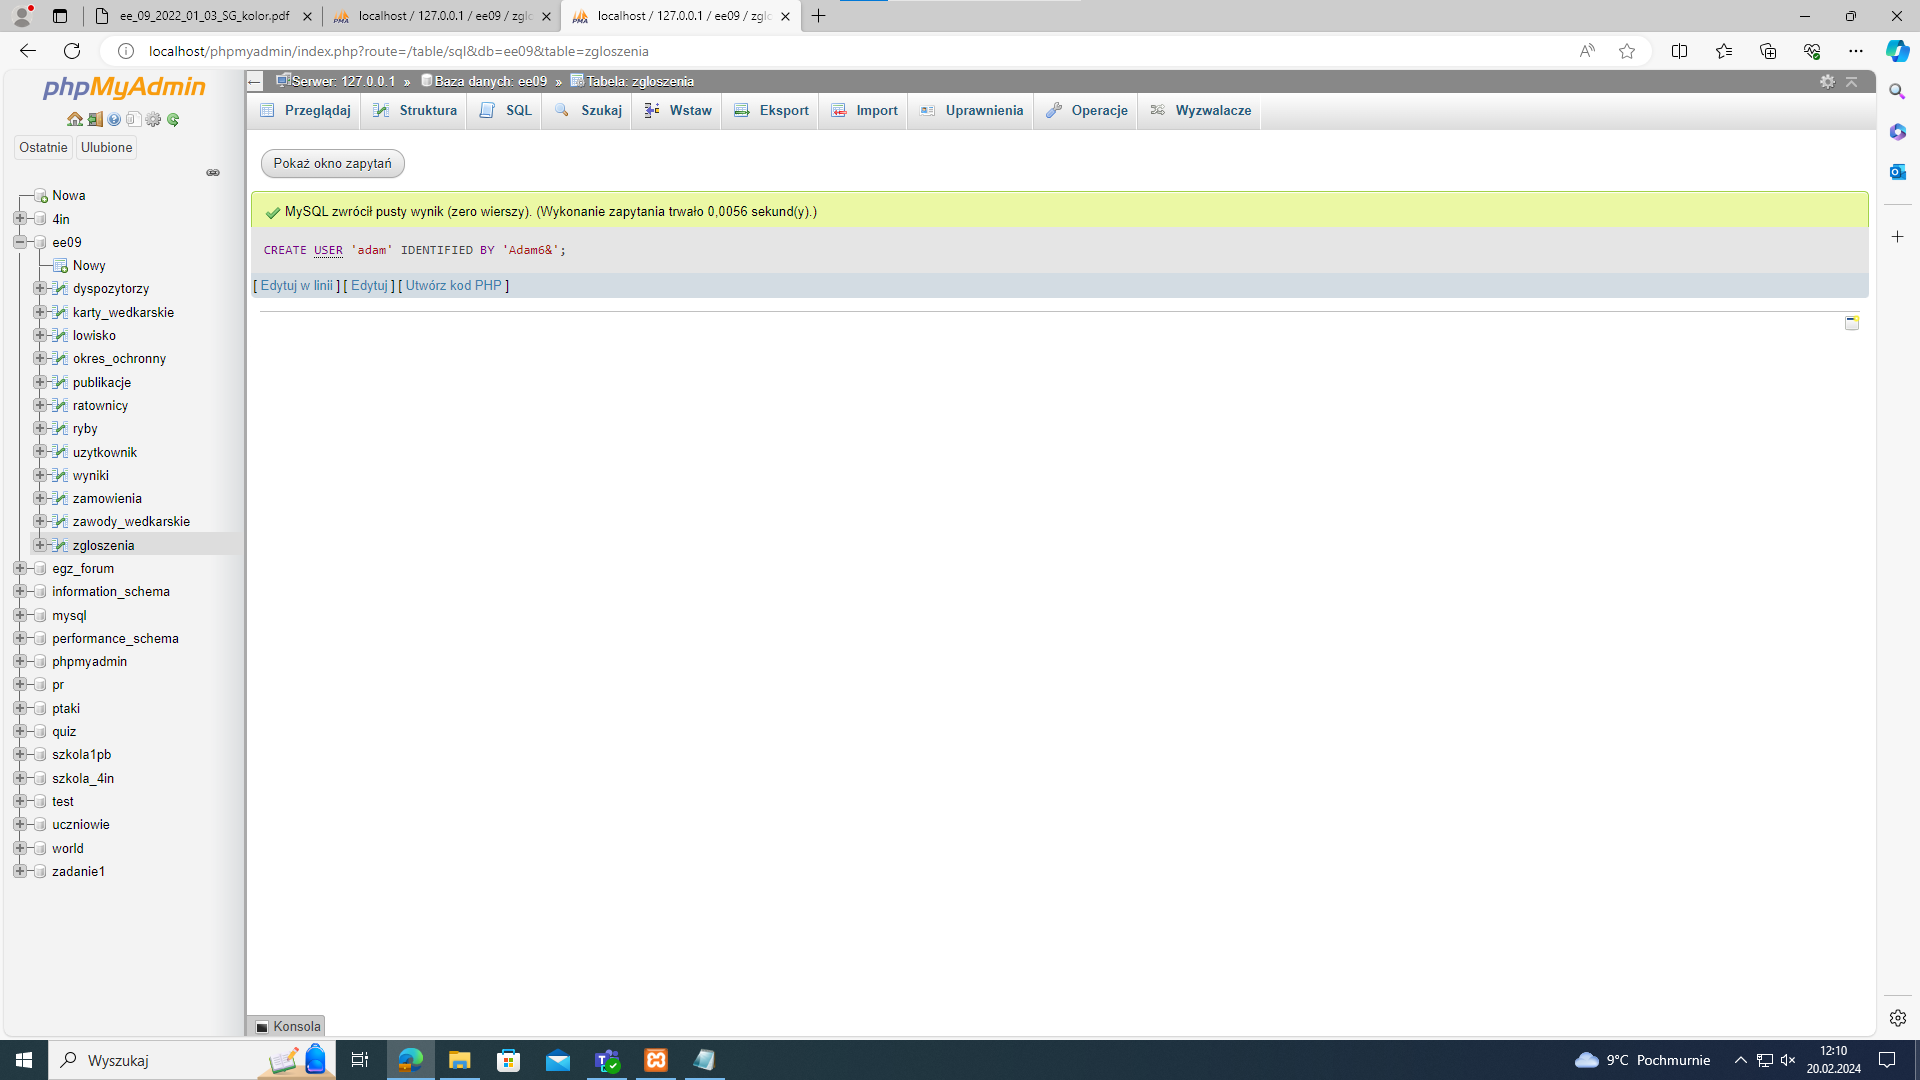 ee_09_2022_01_03_SG_kolor.pdf
localhost / 127.0.0.1 / ee09 / zglo
localhost / 127.0.0.1 / ee09 / zglo
localhost/phpmyadmin/index.php?route=/table/sql&db=ee09&table=zgloszenia
phpMyAdmin
Ostatnie
Ulubione
Nowa
4in
ee09
Nowy
dyspozytorzy
karty_wedkarskie
lowisko
okres_ochronny
publikacje
ratownicy
ryby
uzytkownik
wyniki
zamowienia
zawody_wedkarskie
zgloszenia
egz_forum
information_schema
mysql
performance_schema
phpmyadmin
pr
ptaki
quiz
szkola1pb
szkola_4in
test
uczniowie
world
zadanie1
Serwer: 127.0.0.1 » Baza danych: ee09 » Tabela: zgloszenia
Przeglądaj Struktura SQL Szukaj Wstaw Eksport Import Uprawnienia Operacje Wyzwalacze
Pokaż okno zapytań
MySQL zwrócił pusty wynik (zero wierszy). (Wykonanie zapytania trwało 0,0056 sekund(y).)
CREATE USER 'adam' IDENTIFIED BY 'Adam6&';
[ Edytuj w linii ] [ Edytuj ] [ Utwórz kod PHP ]
Konsola
Wyszukaj
9°C Pochmurnie
12:10
20.02.2024